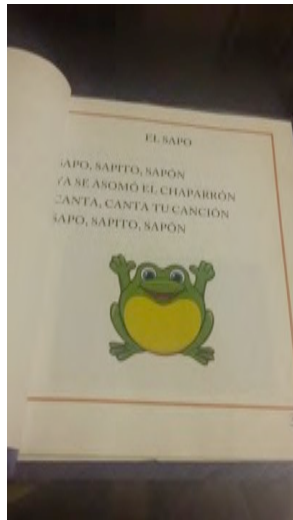 EL SAPO
SAPO, SAPITO, SAPÓN
YA SE ASOMÓ EL CHAPARRÓN
CANTA, CANTA TU CANCIÓN
SAPO, SAPITO, SAPÓN